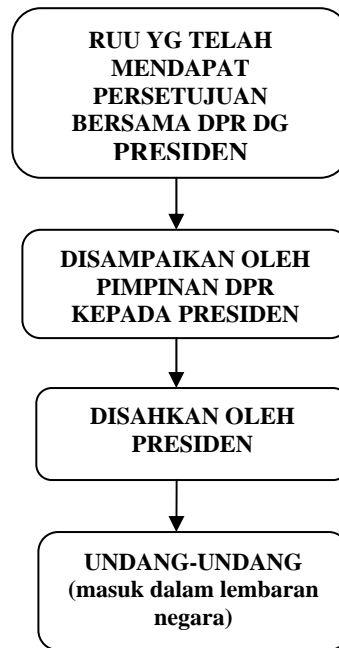 RUU YG TELAH
MENDAPAT
PERSETUJUAN
BERSAMA DPR DG
PRESIDEN
DISAMPAIKAN OLEH
PIMPINAN DPR
KEPADA PRESIDEN
DISAHKAN OLEH
PRESIDEN
UNDANG-UNDANG
(masuk dalam lembaran
negara)